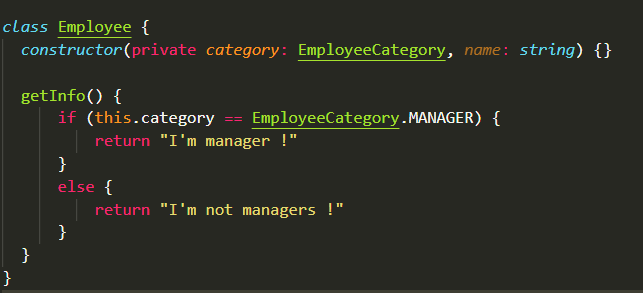 class Employee {
constructor(private category: EmployeeCategory, name: string) {}
getInfo() {
if (this.category == EmployeeCategory.MANAGER) {
return "I'm manager !"
}
else {
return "I'm not managers !"
}
}
}